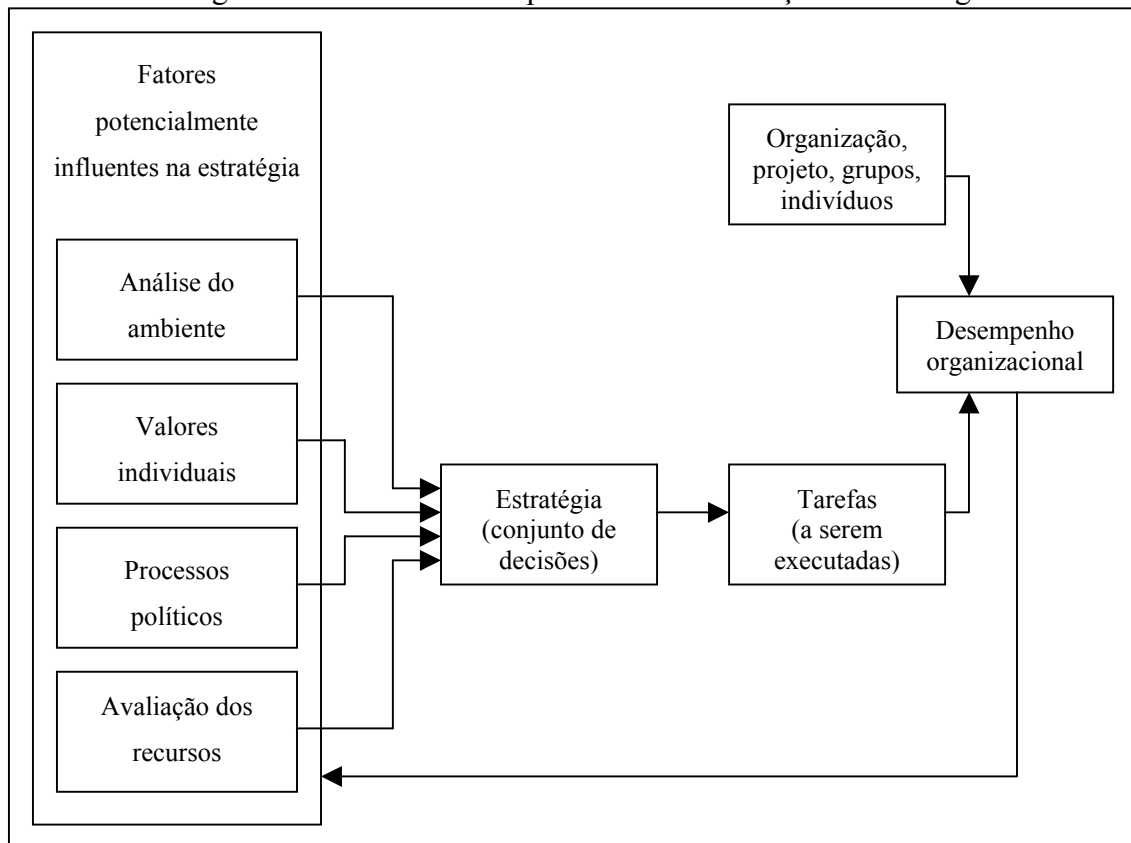 Fatores
potencialmente
influentes na estratégia
Análise do
ambiente
Valores
individuais
Processos
políticos
Avaliação dos
recursos
Estratégia
(conjunto de
decisões)
Tarefas
(a serem
executadas)
Organização,
projeto, grupos,
indivíduos
Desempenho
organizacional